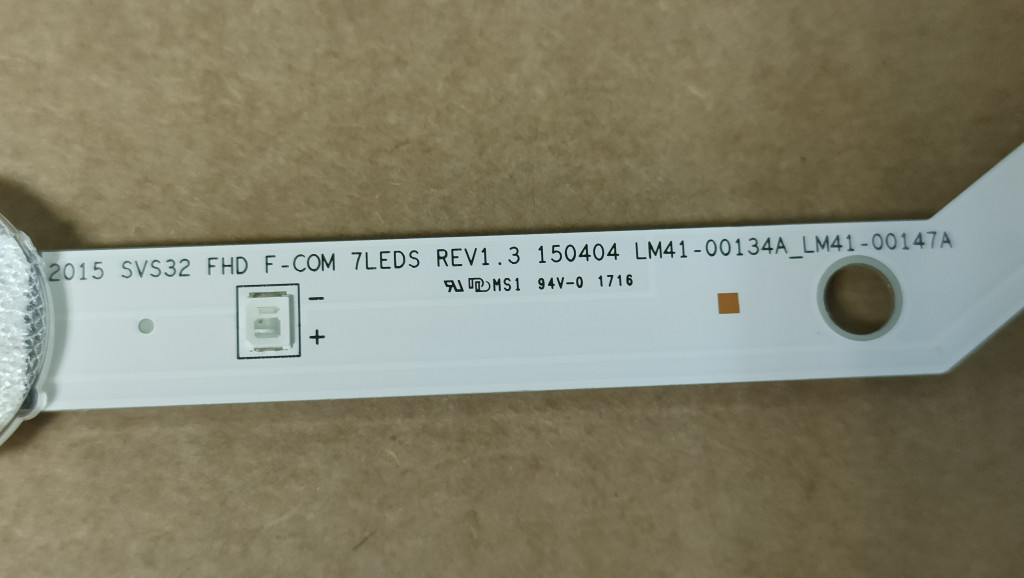 2015 SVS32 FHD F-COM 7LEDS REV1.3 150404 LM41-00134A_LM41-00147A
MS1 94V-0 1716
-
+